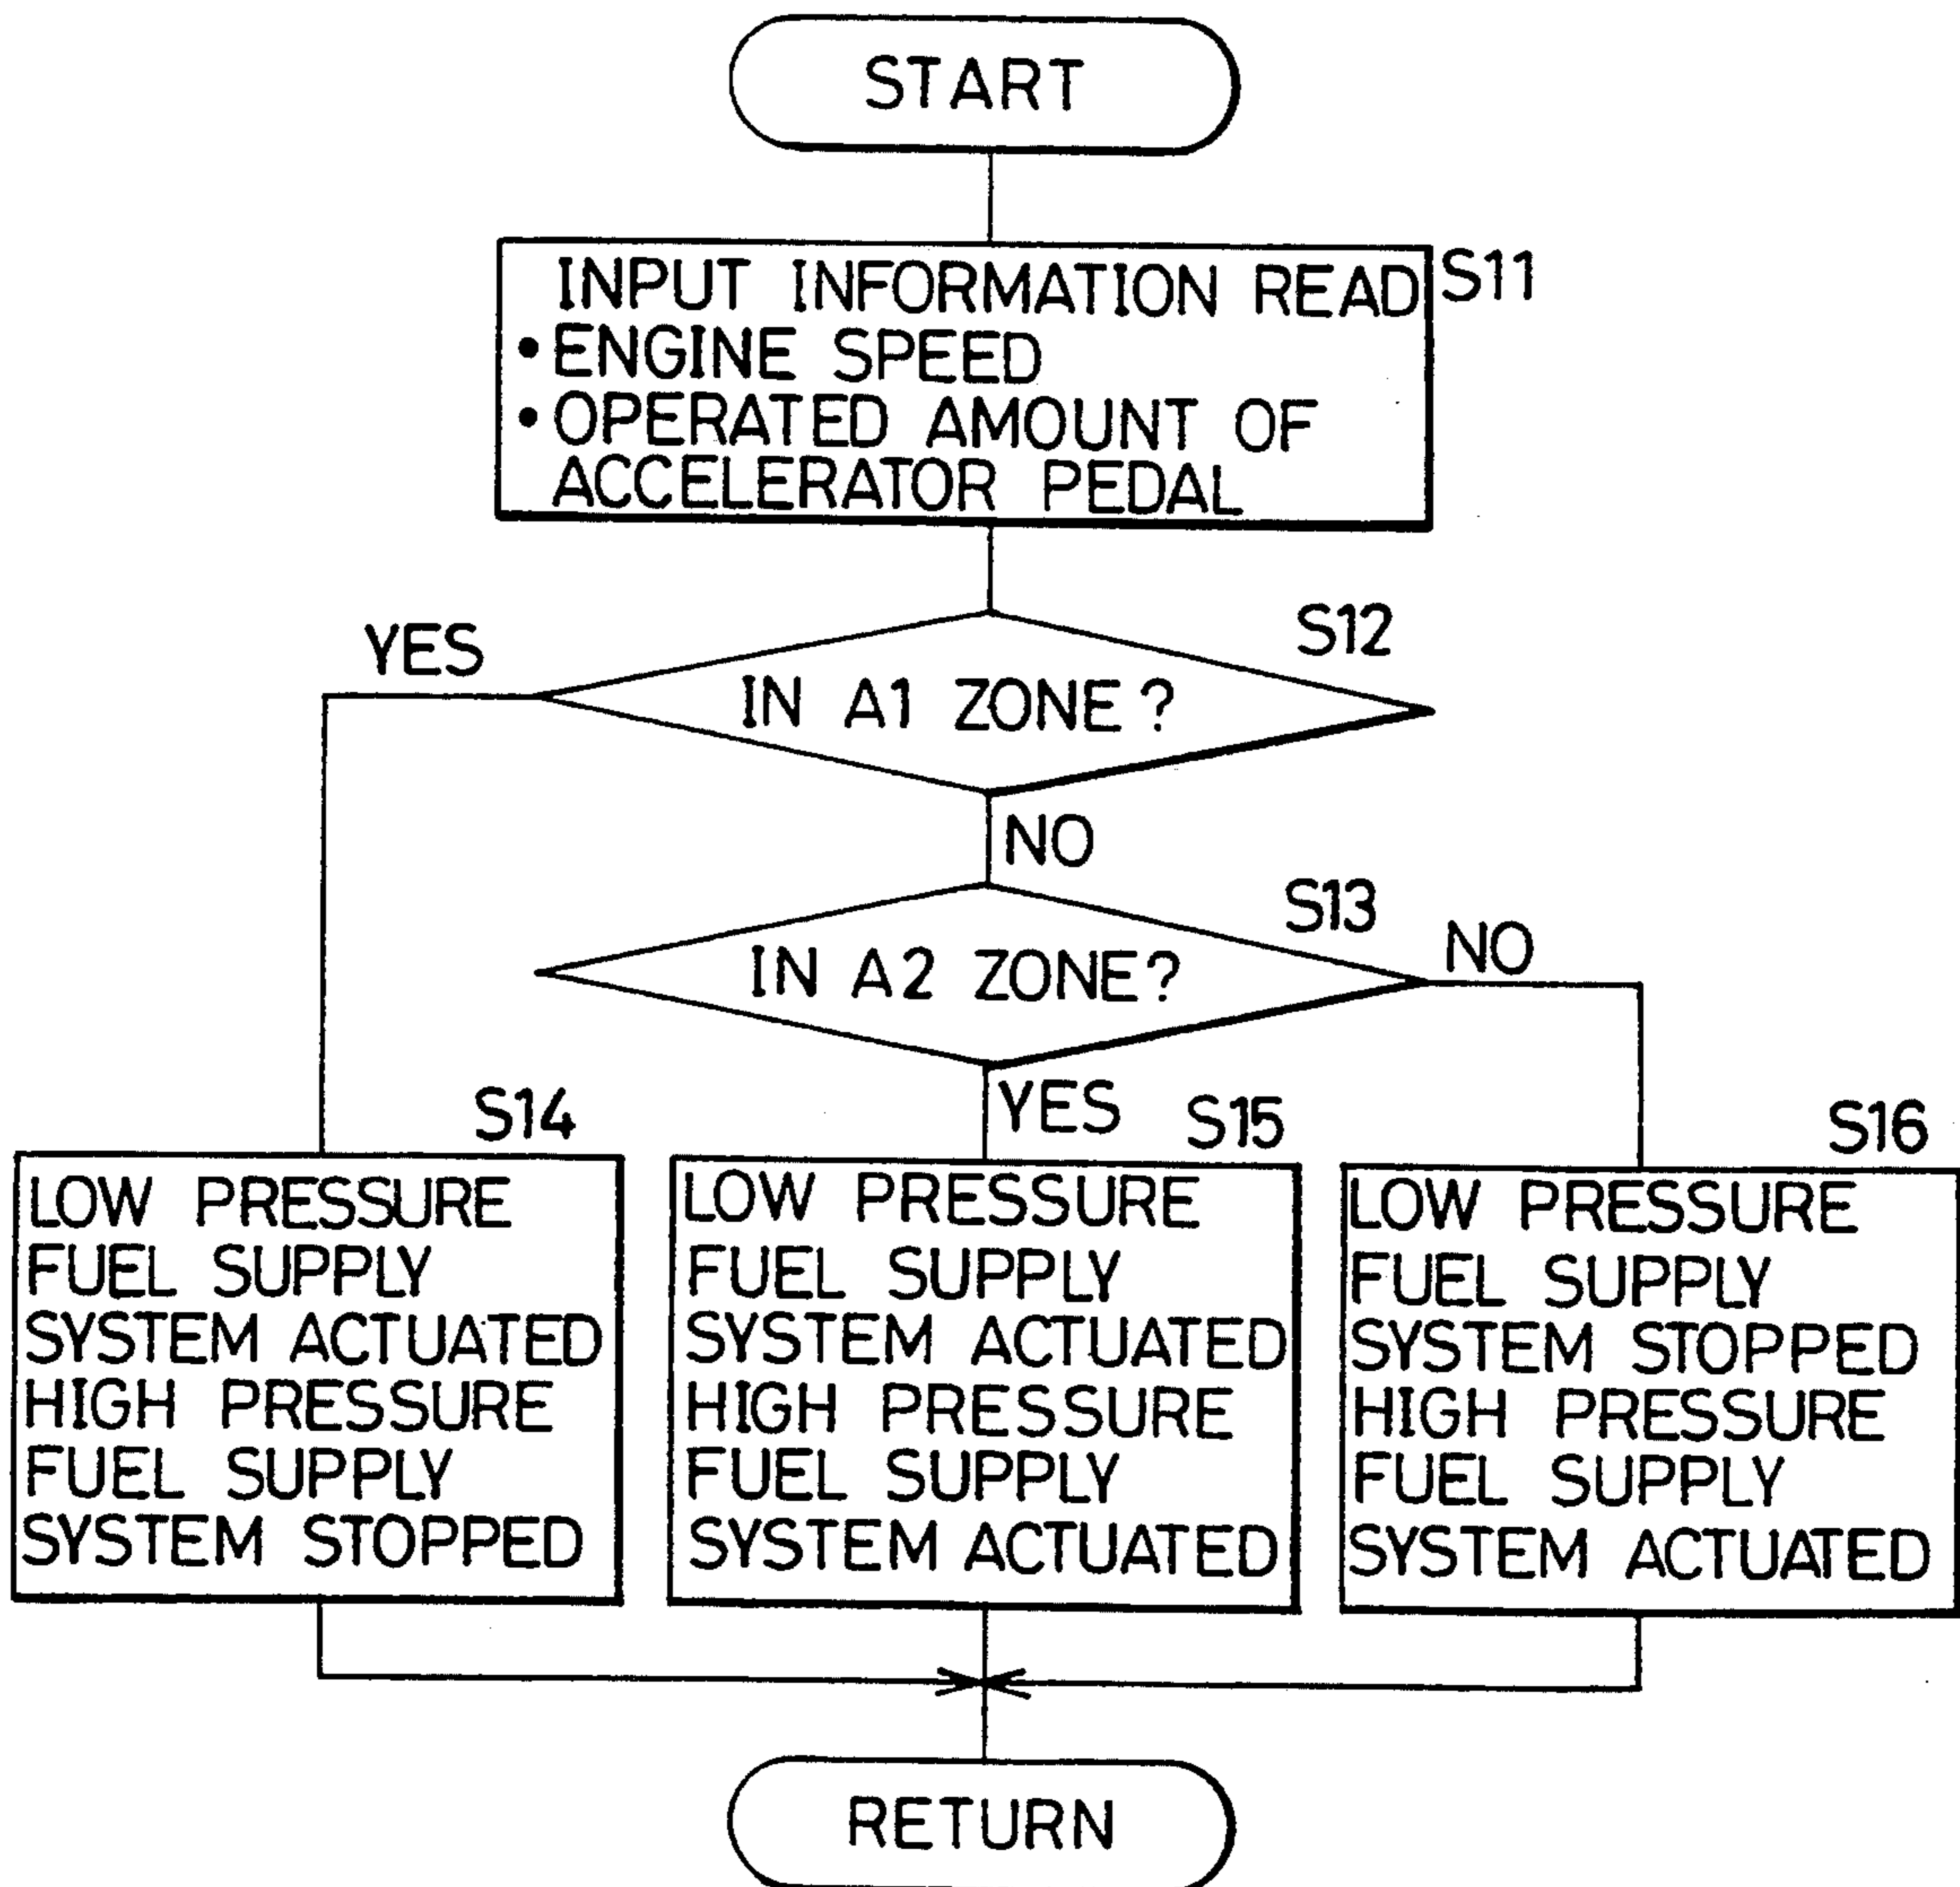 START
INPUT INFORMATION READ
S11
• ENGINE SPEED
• OPERATED AMOUNT OF
ACCELERATOR PEDAL
S12
YES
IN A1 ZONE?
NO
S13
IN A2 ZONE?
NO
YES
S14
LOW PRESSURE
FUEL SUPPLY
SYSTEM ACTUATED
HIGH PRESSURE
FUEL SUPPLY
SYSTEM STOPPED
S15
LOW PRESSURE
FUEL SUPPLY
SYSTEM ACTUATED
HIGH PRESSURE
FUEL SUPPLY
SYSTEM ACTUATED
S16
LOW PRESSURE
FUEL SUPPLY
SYSTEM STOPPED
HIGH PRESSURE
FUEL SUPPLY
SYSTEM ACTUATED
RETURN